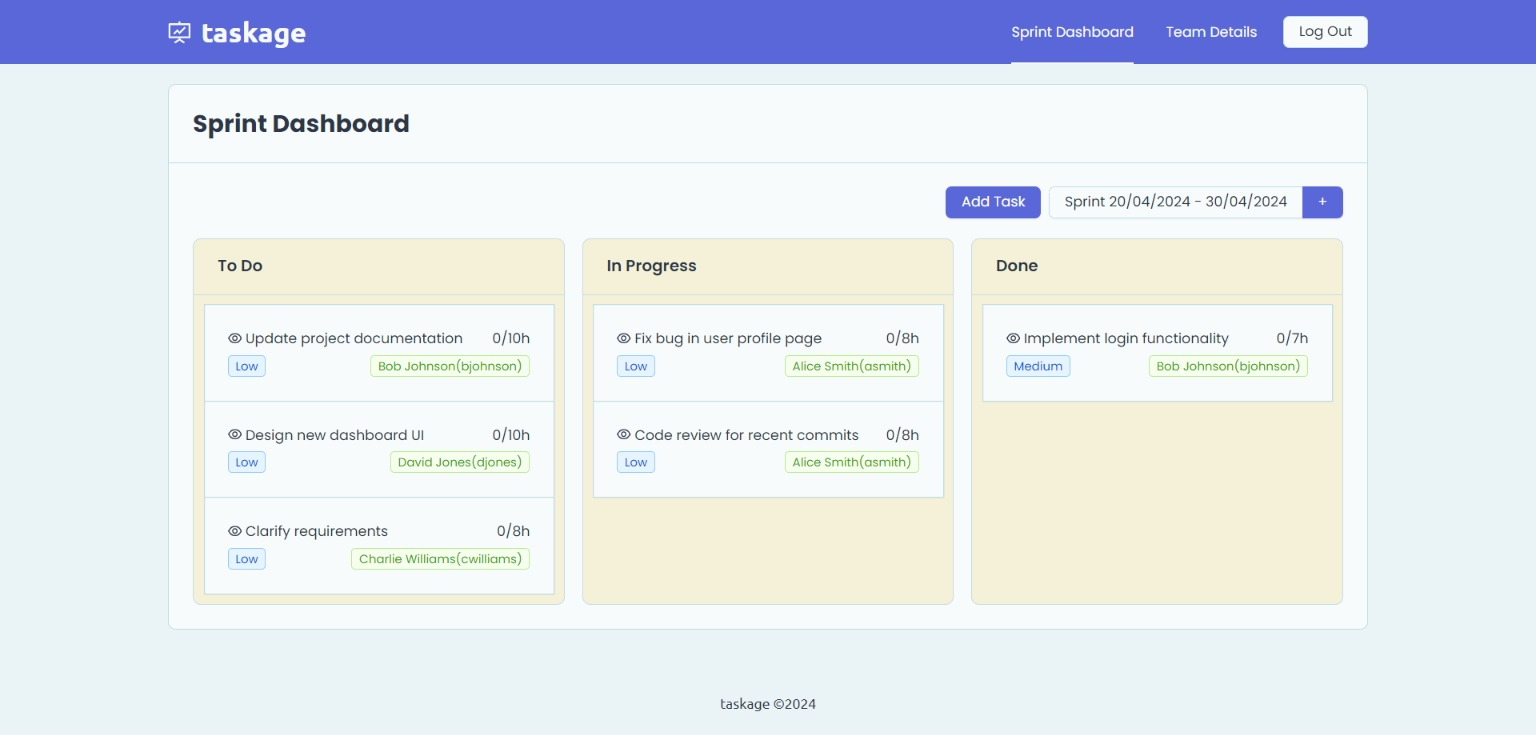 taskage
Sprint Dashboard
Team Details
Log Out
Sprint Dashboard
Add Task
Sprint 20/04/2024 - 30/04/2024
+
To Do
Update project documentation 0/10h
Low
Bob Johnson(bjohnson)
Design new dashboard UI 0/10h
Low
David Jones(djones)
Clarify requirements 0/8h
Low
Charlie Williams(cwilliams)
In Progress
Fix bug in user profile page 0/8h
Low
Alice Smith(asmith)
Code review for recent commits 0/8h
Low
Alice Smith(asmith)
Done
Implement login functionality 0/7h
Medium
Bob Johnson(bjohnson)
taskage ©2024